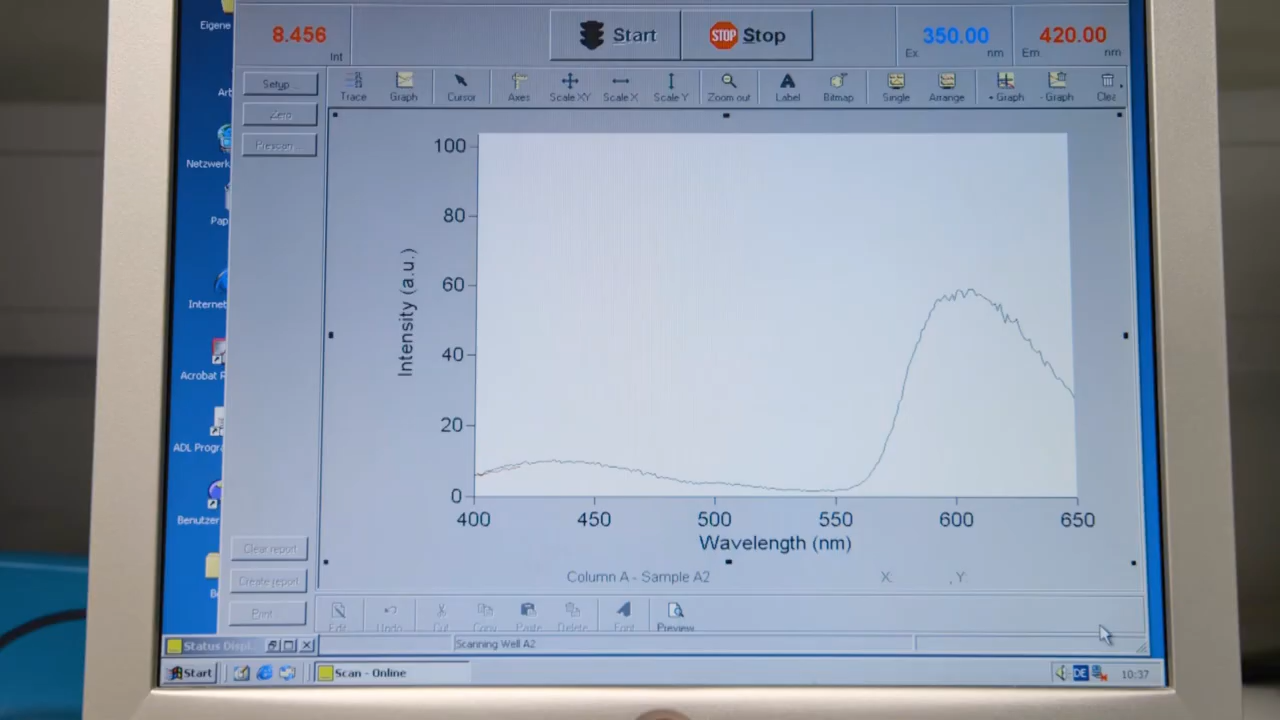 Eigene
8.456
Int
Start
STOP Stop
350.00
Ex. nm
420.00
Em. nm
Setup...
Zero
Prescan...
Trace Graph Cursor Axes Scale XY Scale X Scale Y Zoom out Label Bitmap Single Arrange + Graph - Graph
Netzwerk
Pap
Internet
Acrobat R
ADL Progra
Benutzer
100
80
60
40
20
0
Intensity (a.u.)
400 450 500 550 600 650
Wavelength (nm)
Column A - Sample A2
X: , Y:
Clear report
Create report
Print
Edit Undo Cut Copy Paste Delete Font Preview
Status Displ
Scanning Well A2
Start
Scan - Online
DE
10:37